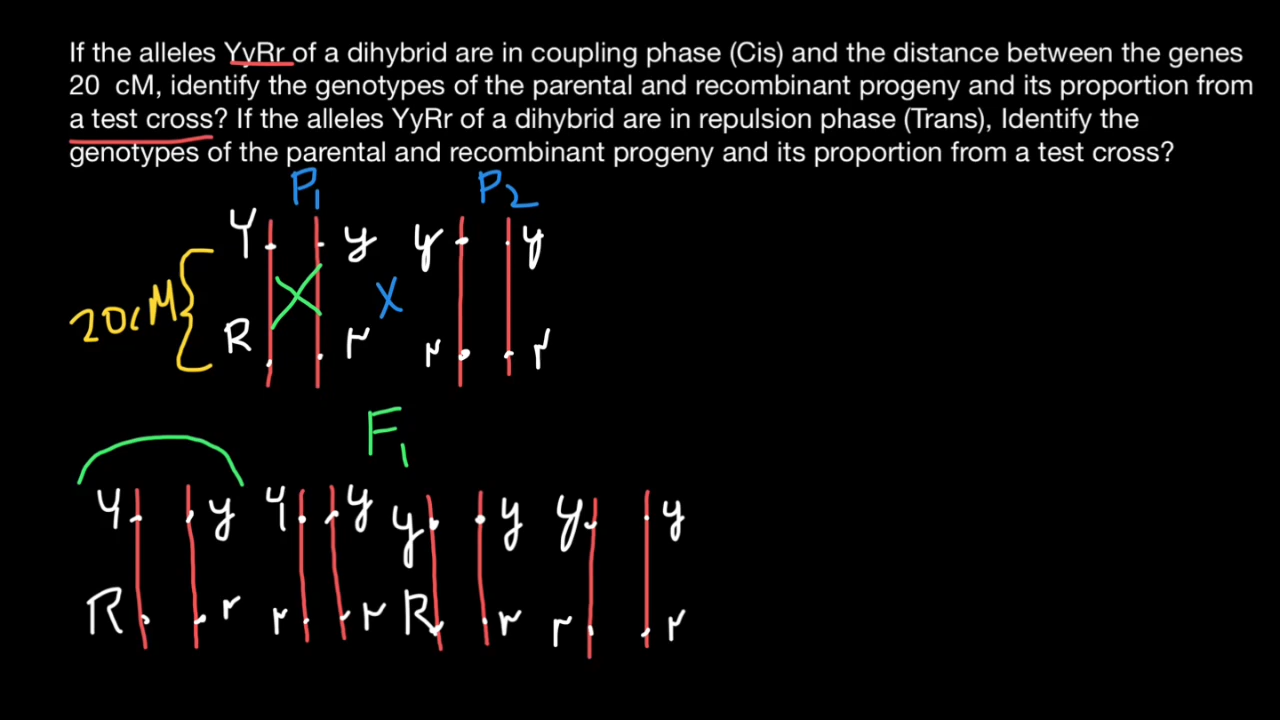 If the alleles YyRr of a dihybrid are in coupling phase (Cis) and the distance between the genes
20 cM, identify the genotypes of the parental and recombinant progeny and its proportion from
a test cross? If the alleles YyRr of a dihybrid are in repulsion phase (Trans), Identify the
genotypes of the parental and recombinant progeny and its proportion from a test cross?
P1 P2
Y y y y
20cM X
R r r r
F1
Y y Y y y y y y
R r r r R r r r